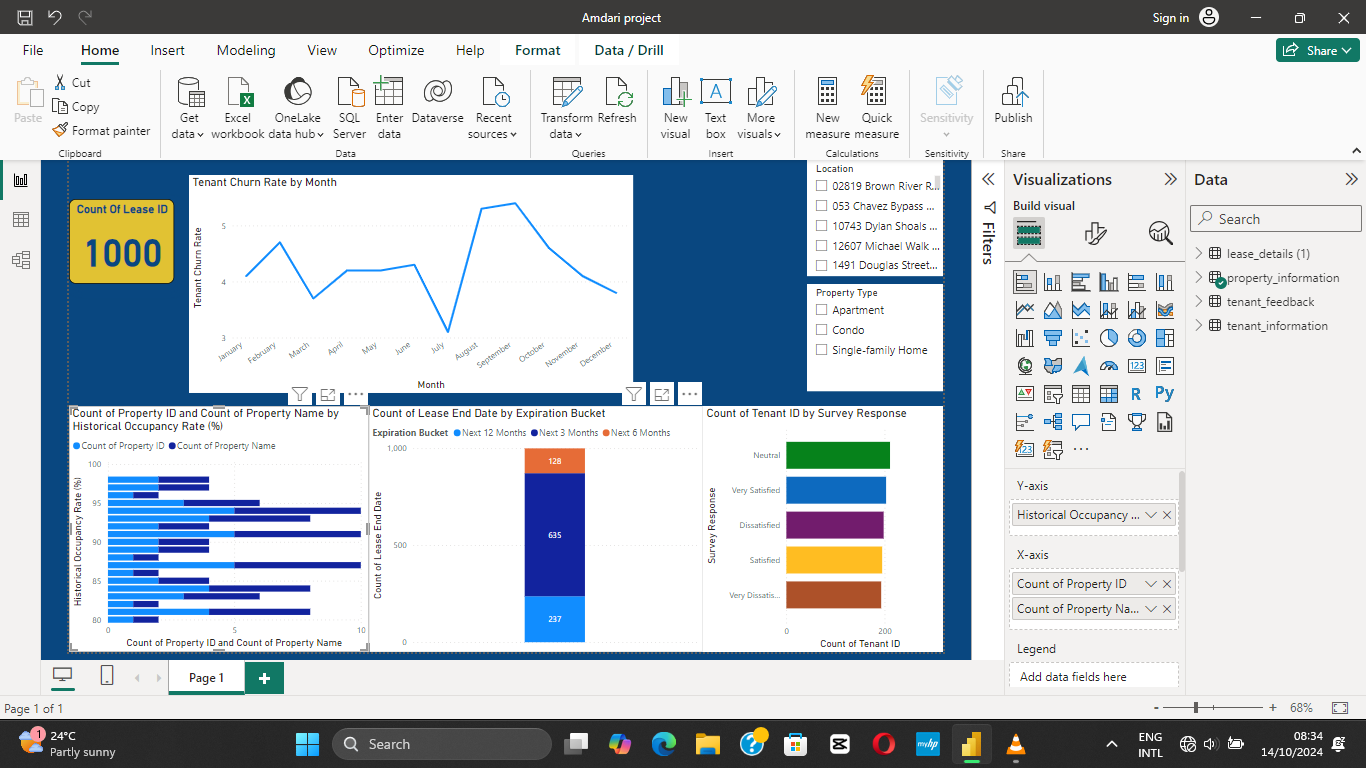 Amdari project
Sign in
File
Home
Insert
Modeling
View
Optimize
Help
Format
Data / Drill
Share
Paste
Cut
Copy
Format painter
Clipboard
Get
data
Excel
workbook
OneLake
data hub
SQL
Server
Enter
data
Dataverse
Recent
sources
Data
Transform
data
Refresh
Queries
New
visual
Text
box
More
visuals
Insert
New
measure
Quick
measure
Calculations
Sensitivity
Sensitivity
Publish
Share
Count Of Lease ID
1000
Tenant Churn Rate by Month
Tenant Churn Rate
5
4
3
January
February
March
April
May
June
July
August
September
October
November
December
Month
Location
02819 Brown River R...
053 Chavez Bypass ...
10743 Dylan Shoals ...
12607 Michael Walk ...
1491 Douglas Street...
Property Type
Apartment
Condo
Single-family Home
Count of Property ID and Count of Property Name by
Historical Occupancy Rate (%)
Count of Property ID Count of Property Name
Historical Occupancy Rate (%)
100
95
90
85
80
0
5
10
Count of Property ID and Count of Property Name
Count of Lease End Date by Expiration Bucket
Expiration Bucket Next 12 Months Next 3 Months Next 6 Months
Count of Lease End Date
1,000
500
0
128
635
237
Count of Tenant ID by Survey Response
Survey Response
Neutral
Very Satisfied
Dissatisfied
Satisfied
Very Dissatis...
0
200
Count of Tenant ID
Filters
Visualizations
Build visual
123
R
Py
123
Y-axis
Historical Occupancy ...
X-axis
Count of Property ID
Count of Property Na...
Legend
Add data fields here
Data
Search
lease_details (1)
property_information
tenant_feedback
tenant_information
Page 1
Page 1 of 1
68%
1
24°C
Partly sunny
Search
myhp
ENG
INTL
08:34
14/10/2024